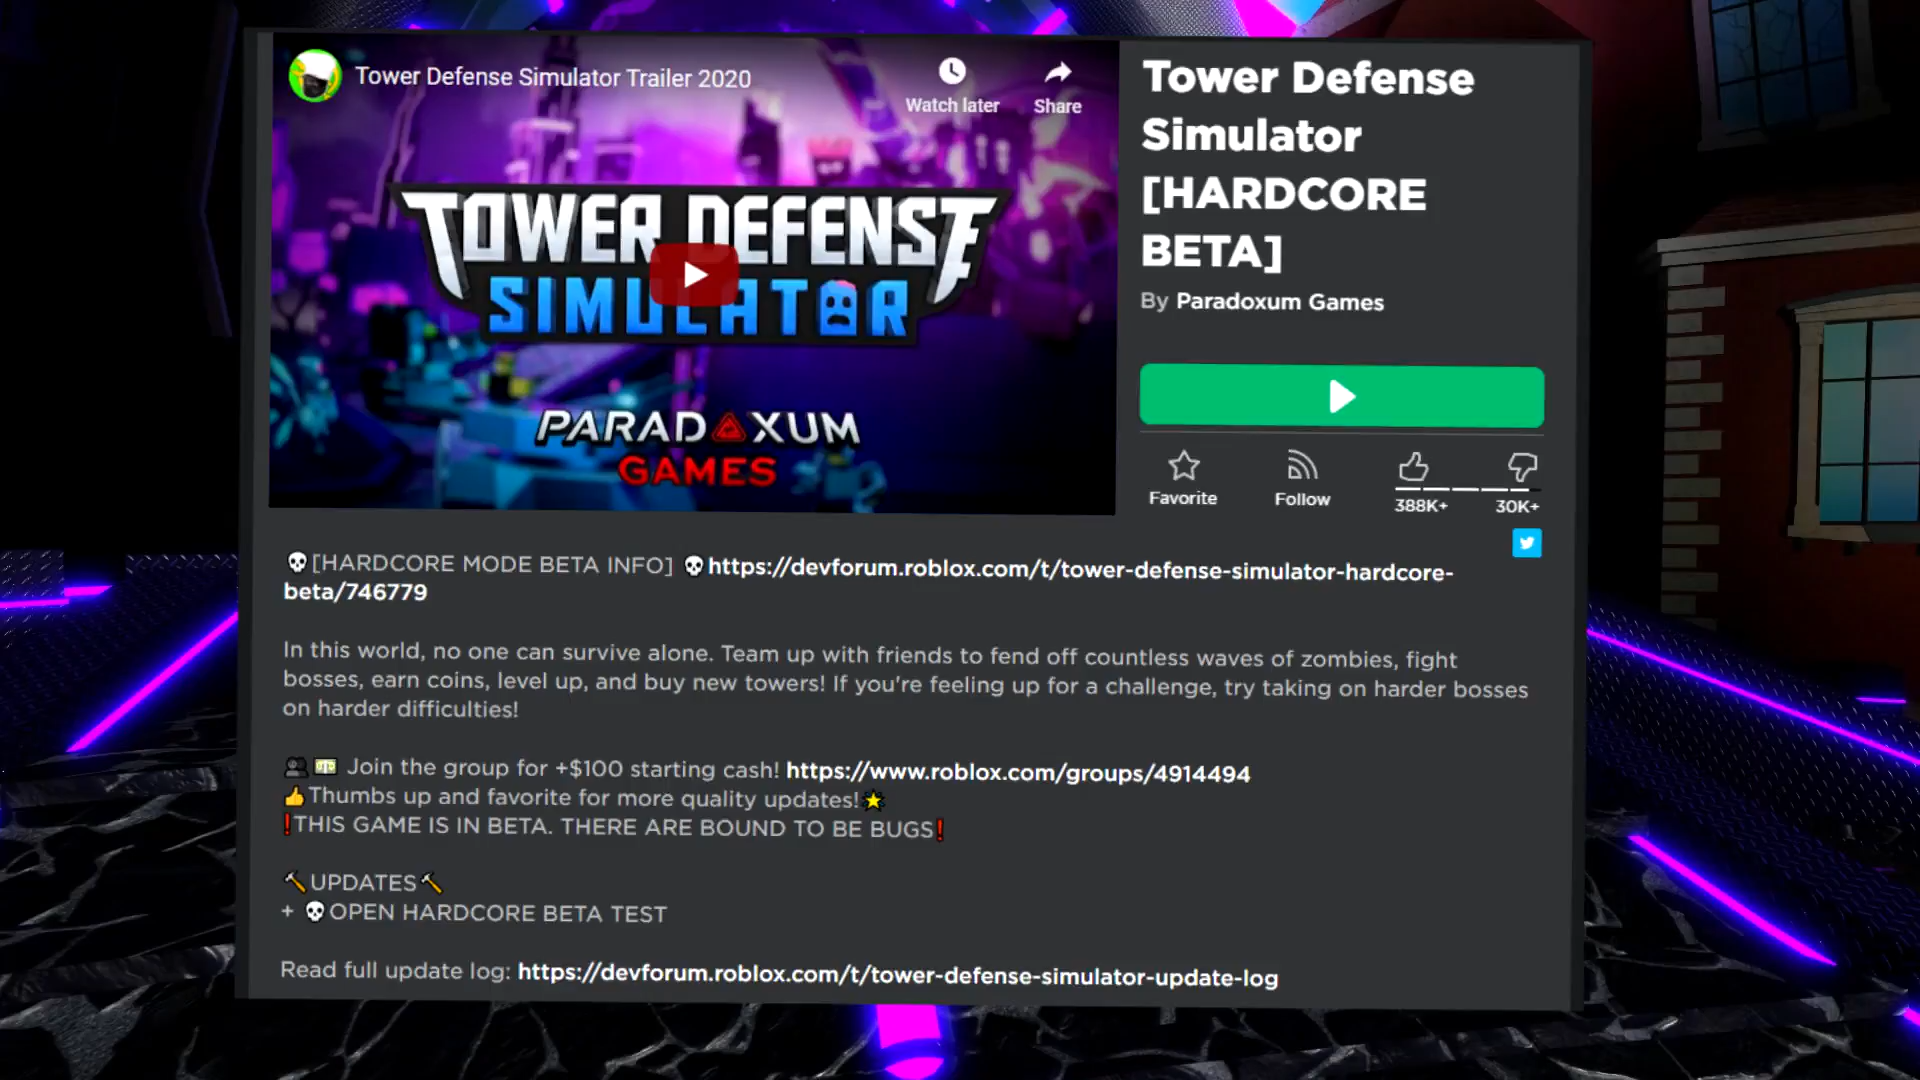 Tower Defense Simulator Trailer 2020
Watch later
Share
TOWER DEFENSE
SIMULATOR
PARADOXUM
GAMES
Tower Defense
Simulator
[HARDCORE
BETA]
By Paradoxum Games
Favorite
Follow
388K+
30K+
💀[HARDCORE MODE BETA INFO] 💀https://devforum.roblox.com/t/tower-defense-simulator-hardcore-
beta/746779
In this world, no one can survive alone. Team up with friends to fend off countless waves of zombies, fight
bosses, earn coins, level up, and buy new towers! If you're feeling up for a challenge, try taking on harder bosses
on harder difficulties!
👥💵 Join the group for +$100 starting cash! https://www.roblox.com/groups/4914494
👍Thumbs up and favorite for more quality updates!🌟
❗THIS GAME IS IN BETA. THERE ARE BOUND TO BE BUGS❗
🔨UPDATES🔨
+ 💀OPEN HARDCORE BETA TEST
Read full update log: https://devforum.roblox.com/t/tower-defense-simulator-update-log